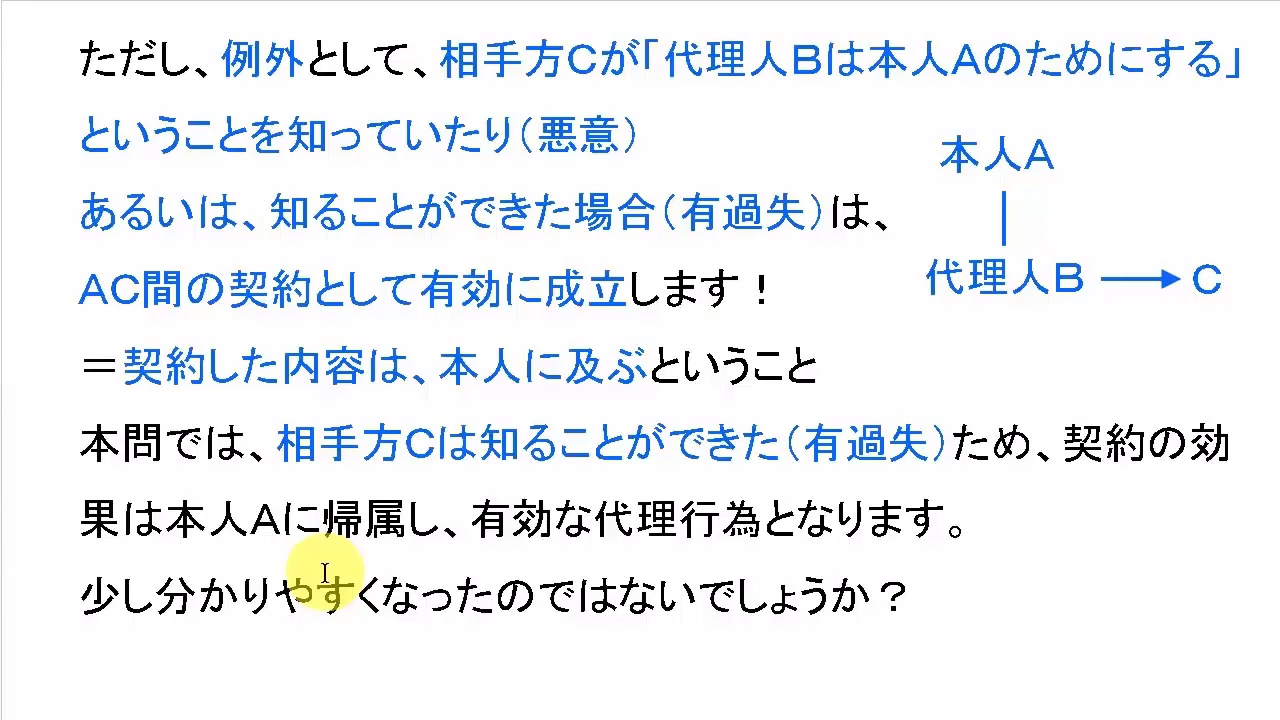 ただし、例外として、相手方Cが「代理人Bは本人Aのためにする」
ということを知っていたり（悪意）
あるいは、知ることができた場合（有過失）は、
AC間の契約として有効に成立します！
＝契約した内容は、本人に及ぶということ
本問では、相手方Cは知ることができた（有過失）ため、契約の効
果は本人Aに帰属し、有効な代理行為となります。
少し分かりやすくなったのではないでしょうか？
本人A
代理人B
C